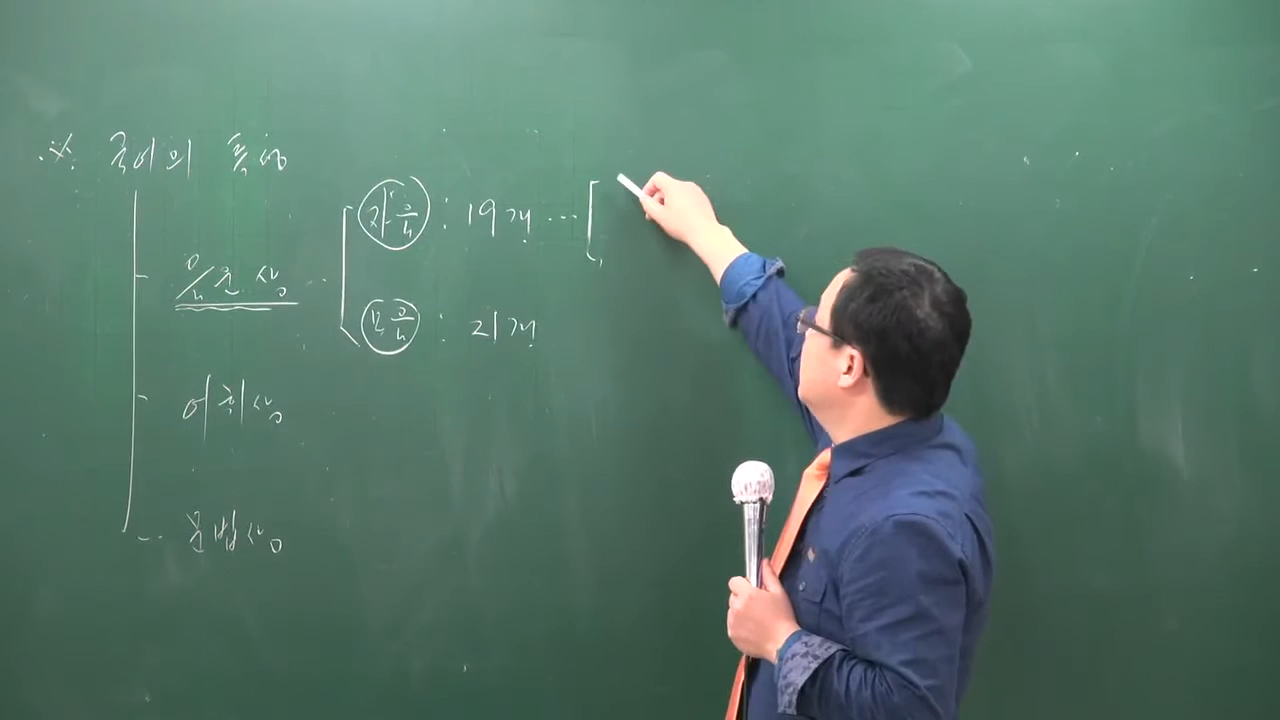 ※ 국어의 특성
음운상
자음 : 19개 ...
모음 : 21개
어휘상
문법상